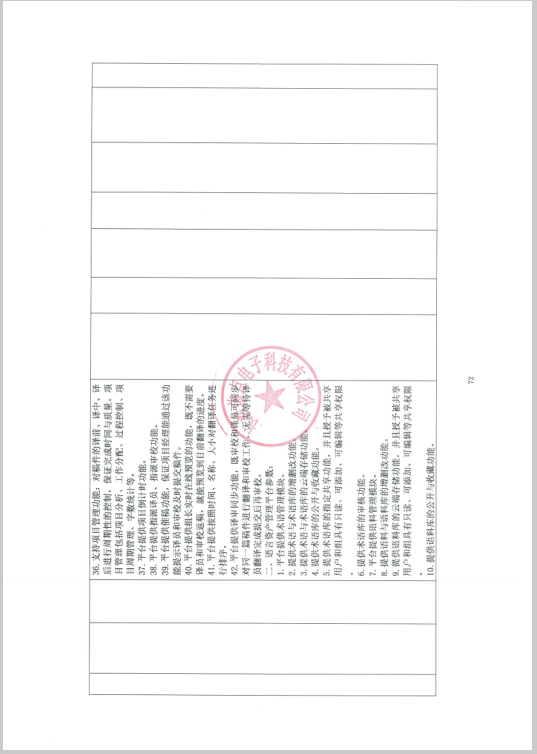 36. 支持项目管理功能：对稿件的译前、译中、译
后进行周期性的控制，保证完成时间与质量。项
目管理包括项目分析、工作分配、过程控制、项
目周期管理、字数统计等。
37. 平台提供项目倒计时功能。
38. 平台提供指派译员、指派审校功能。
39. 平台提供催稿功能，保证项目经理能通过该功
能提示译员和审校及时提交稿件。
40. 平台提供组长实时在线预览的功能，既不需要
译员和审校返稿，就能预览到目前翻译的进度。
41. 平台提供按照时间、名称、大小对翻译任务进
行排序。
42. 平台提供译审同步功能，既审校和译员可同步
对同一篇稿件进行翻译和审校工作，无需等待译
员翻译完成提交后再审校。
二、语言资产管理平台参数：
1. 平台提供术语管理模块。
2. 提供术语与术语库的增删改功能。
3. 提供术语与术语库的云端存储功能。
4. 提供术语库的公开与收藏功能。
5. 提供术语库的指定共享功能，并且授予被共享
用户和组具有只读、可添加、可编辑等共享权限
。
6. 提供术语库的审核功能。
7. 平台提供语料管理模块。
8. 提供语料与语料库的增删改功能。
9. 提供语料库的云端存储功能，并且授予被共享
用户和组具有只读、可添加、可编辑等共享权限
。
10. 提供语料库的公开与收藏功能。
电子科技有限公司
72